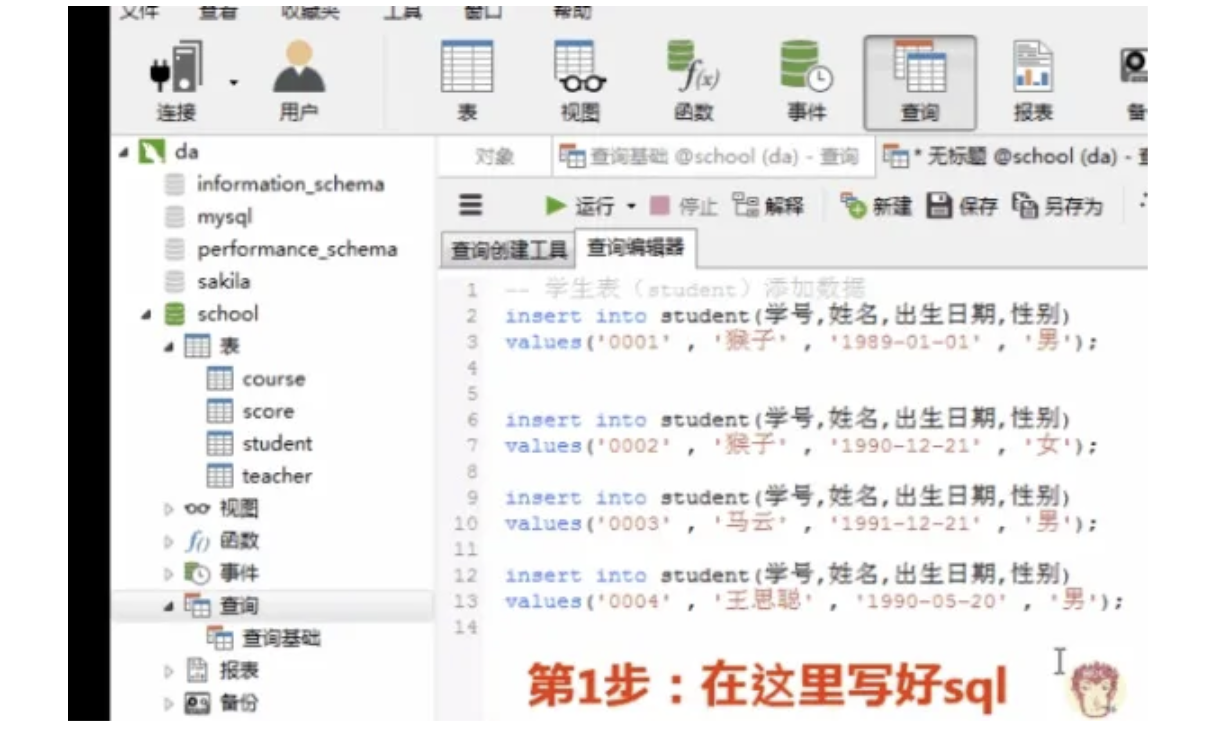 文件 查看 收藏夹 工具 窗口 帮助
连接 用户 表 视图 函数 事件 查询 报表
da
对象 查询基础 @school (da) - 查询 * 无标题 @school (da) -
information_schema
mysql
运行 停止 解释 新建 保存 另存为
performance_schema
查询创建工具 查询编辑器
sakila
school
表
course
score
student
teacher
视图
函数
事件
查询
查询基础
报表
备份
1 -- 学生表（student）添加数据
2 insert into student(学号,姓名,出生日期,性别)
3 values('0001' , '猴子' , '1989-01-01' , '男');
4
5
6 insert into student(学号,姓名,出生日期,性别)
7 values('0002' , '猴子' , '1990-12-21' , '女');
8
9 insert into student(学号,姓名,出生日期,性别)
10 values('0003' , '马云' , '1991-12-21' , '男');
11
12 insert into student(学号,姓名,出生日期,性别)
13 values('0004' , '王思聪' , '1990-05-20' , '男');
14
第1步：在这里写好sql